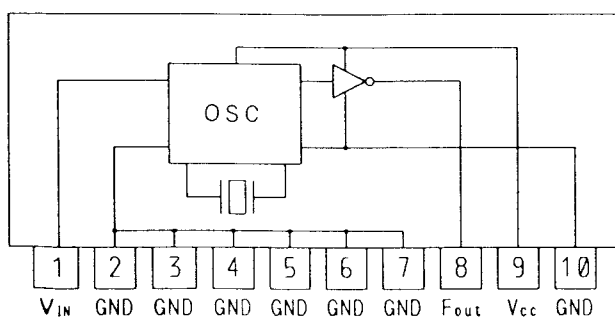 OSC
1 2 3 4 5 6 7 8 9 10
VIN GND GND GND GND GND GND Fout Vcc GND